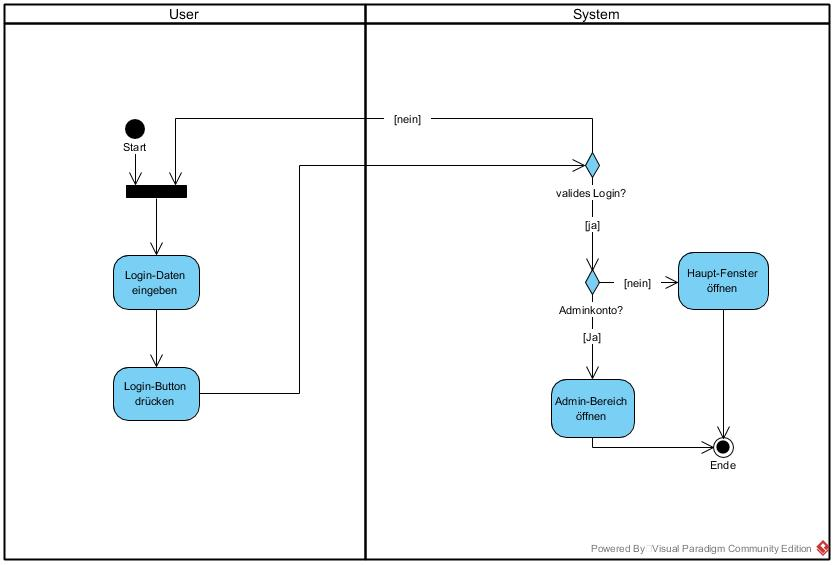 User
System
[nein]
Start
valides Login?
[ja]
Login-Daten
eingeben
[nein]
Haupt-Fenster
öffnen
Adminkonto?
[Ja]
Login-Button
drücken
Admin-Bereich
öffnen
Ende
Powered By Visual Paradigm Community Edition